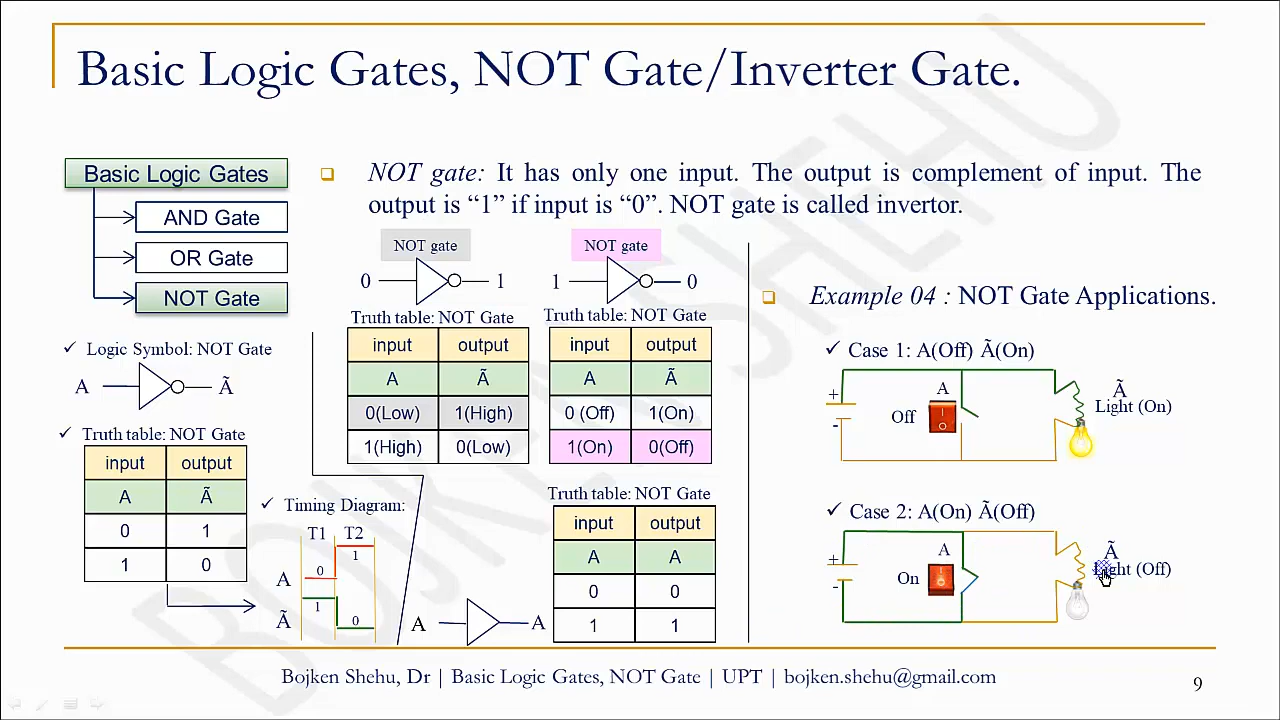 Basic Logic Gates, NOT Gate/Inverter Gate.
Basic Logic Gates
AND Gate
OR Gate
NOT Gate
❑ NOT gate: It has only one input. The output is complement of input. The
output is “1” if input is “0”. NOT gate is called invertor.
NOT gate
0 1
Truth table: NOT Gate
input output
A Ã
0(Low) 1(High)
1(High) 0(Low)
NOT gate
1 0
Truth table: NOT Gate
input output
A Ã
0 (Off) 1(On)
1(On) 0(Off)
✓ Logic Symbol: NOT Gate
A Ã
✓ Truth table: NOT Gate
input output
A Ã
0 1
1 0
✓ Timing Diagram:
T1 T2
A 0 1
Ã 1 0
Truth table: NOT Gate
input output
A A
0 0
1 1
A A
❑ Example 04 : NOT Gate Applications.
✓ Case 1: A(Off) Ã(On)
+
-
A
Off
I
O
Ã
Light (On)
✓ Case 2: A(On) Ã(Off)
+
-
A
On
Ã
Light (Off)
Bojken Shehu, Dr | Basic Logic Gates, NOT Gate | UPT | bojken.shehu@gmail.com
9
BOJKEN SHEHU